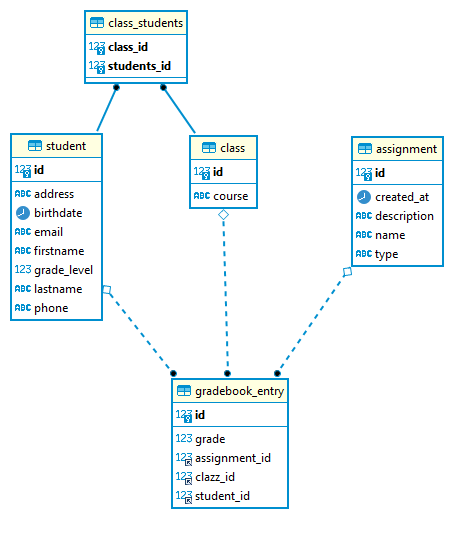 class_students
123 class_id
123 students_id
student
123 id
ABC address
birthdate
ABC email
ABC firstname
123 grade_level
ABC lastname
ABC phone
class
123 id
ABC course
assignment
123 id
created_at
ABC description
ABC name
ABC type
gradebook_entry
123 id
123 grade
123 assignment_id
123 clazz_id
123 student_id